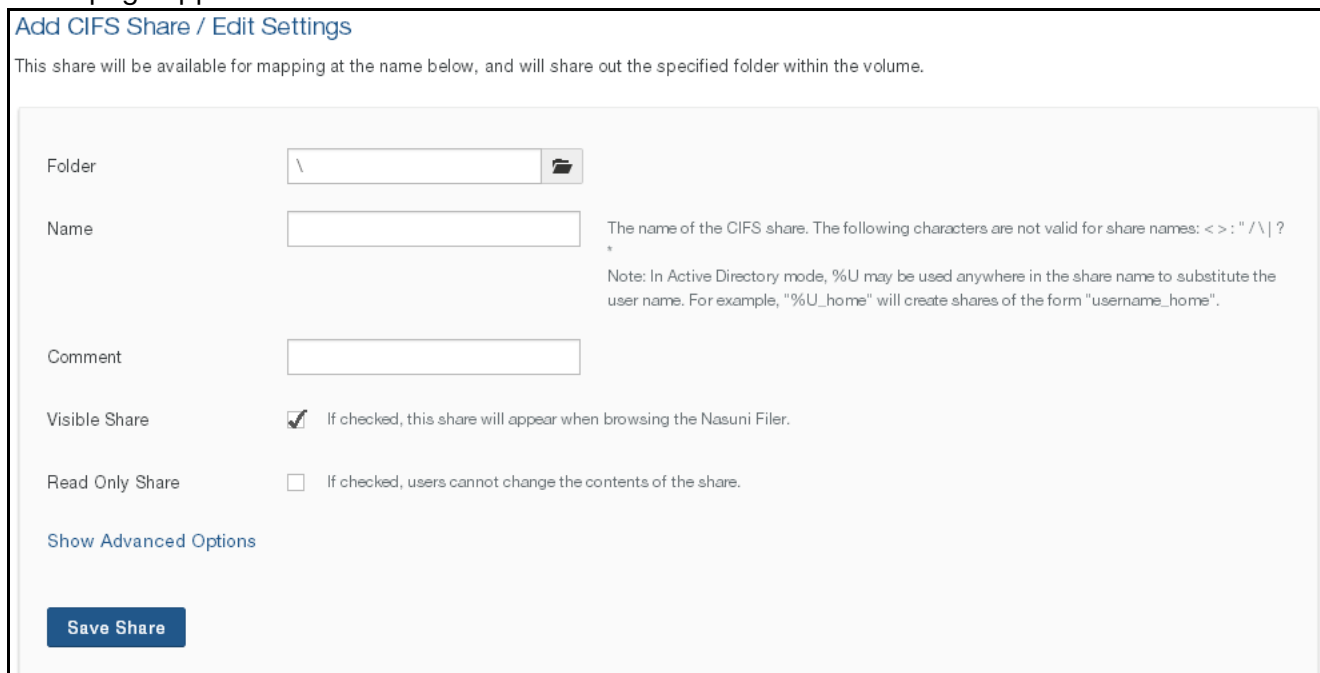 Add CIFS Share / Edit Settings
This share will be available for mapping at the name below, and will share out the specified folder within the volume.
Folder
\
Name
The name of the CIFS share. The following characters are not valid for share names: < > : " / \ | ?
*
Note: In Active Directory mode, %U may be used anywhere in the share name to substitute the
user name. For example, "%U_home" will create shares of the form "username_home".
Comment
Visible Share
If checked, this share will appear when browsing the Nasuni Filer.
Read Only Share
If checked, users cannot change the contents of the share.
Show Advanced Options
Save Share